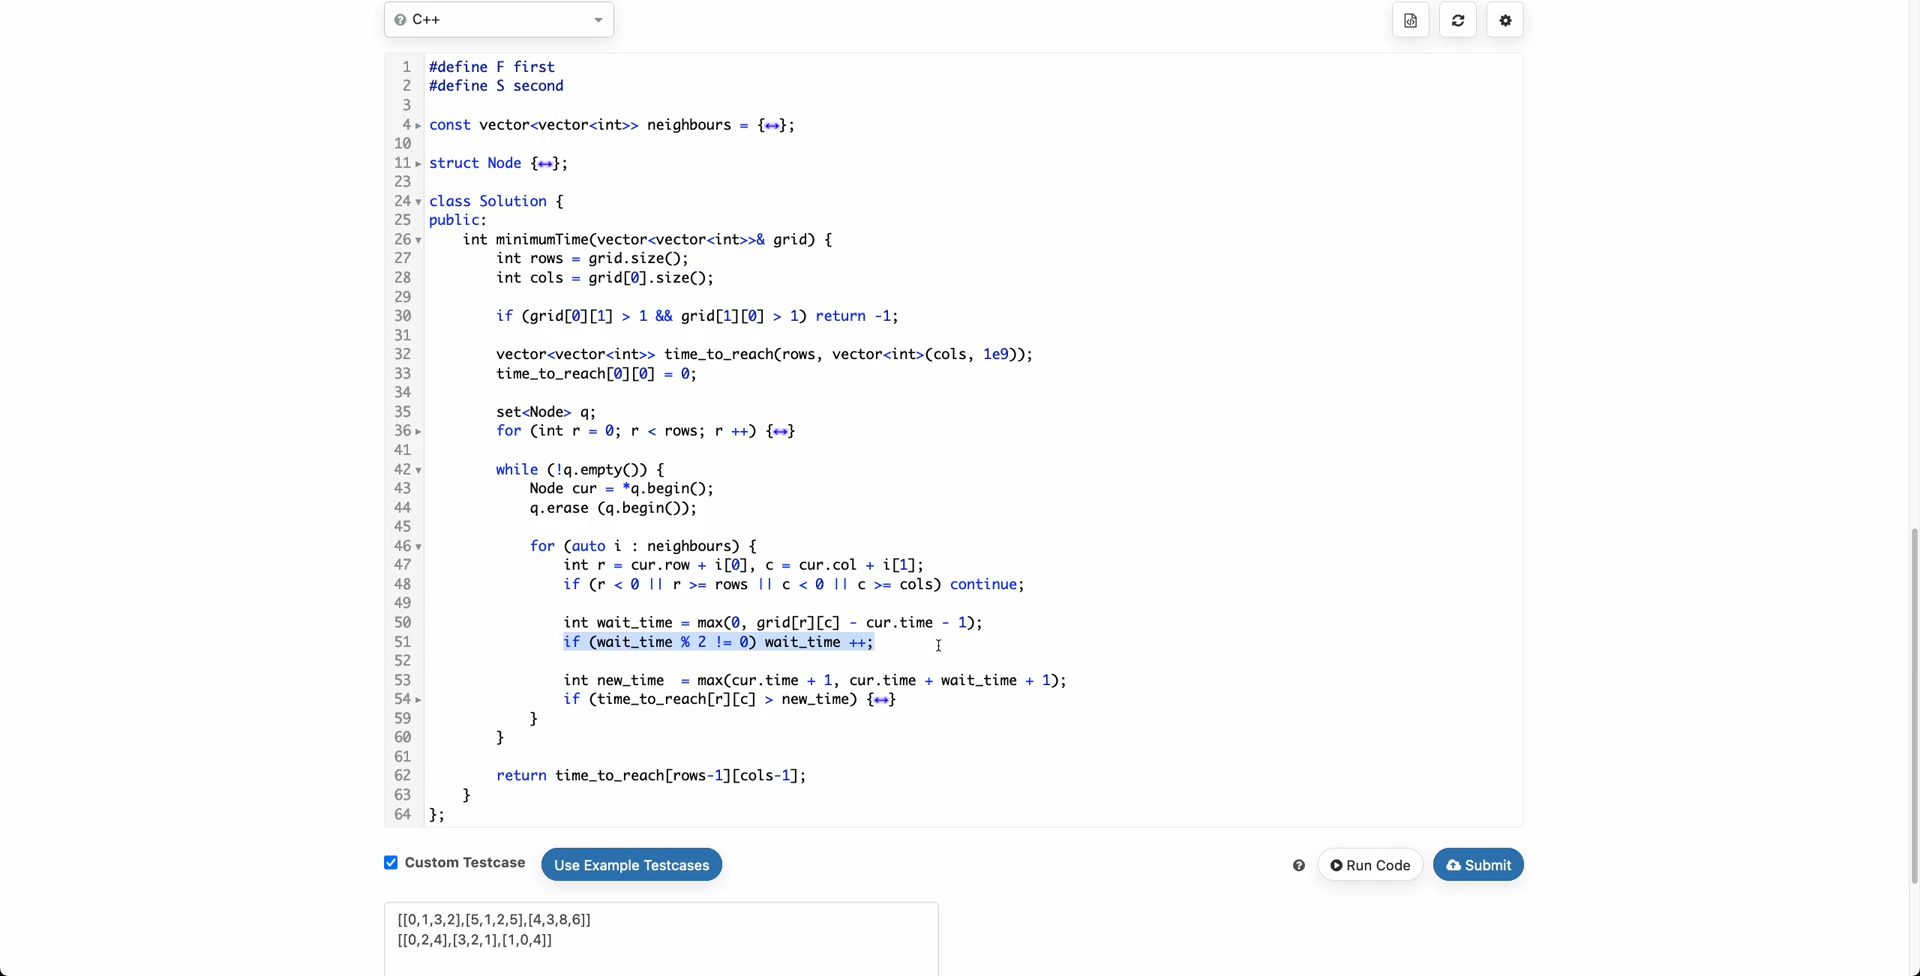 C++
1 #define F first
2 #define S second
3
4 const vector<vector<int>> neighbours = {↔};
10
11 struct Node {↔};
23
24 class Solution {
25 public:
26 int minimumTime(vector<vector<int>>& grid) {
27 int rows = grid.size();
28 int cols = grid[0].size();
29
30 if (grid[0][1] > 1 && grid[1][0] > 1) return -1;
31
32 vector<vector<int>> time_to_reach(rows, vector<int>(cols, 1e9));
33 time_to_reach[0][0] = 0;
34
35 set<Node> q;
36 for (int r = 0; r < rows; r ++) {↔}
41
42 while (!q.empty()) {
43 Node cur = *q.begin();
44 q.erase (q.begin());
45
46 for (auto i : neighbours) {
47 int r = cur.row + i[0], c = cur.col + i[1];
48 if (r < 0 || r >= rows || c < 0 || c >= cols) continue;
49
50 int wait_time = max(0, grid[r][c] - cur.time - 1);
51 if (wait_time % 2 != 0) wait_time ++;
52
53 int new_time  = max(cur.time + 1, cur.time + wait_time + 1);
54 if (time_to_reach[r][c] > new_time) {↔}
59 }
60 }
61
62 return time_to_reach[rows-1][cols-1];
63 }
64 };
Custom Testcase Use Example Testcases Run Code Submit
[[0,1,3,2],[5,1,2,5],[4,3,8,6]]
[[0,2,4],[3,2,1],[1,0,4]]